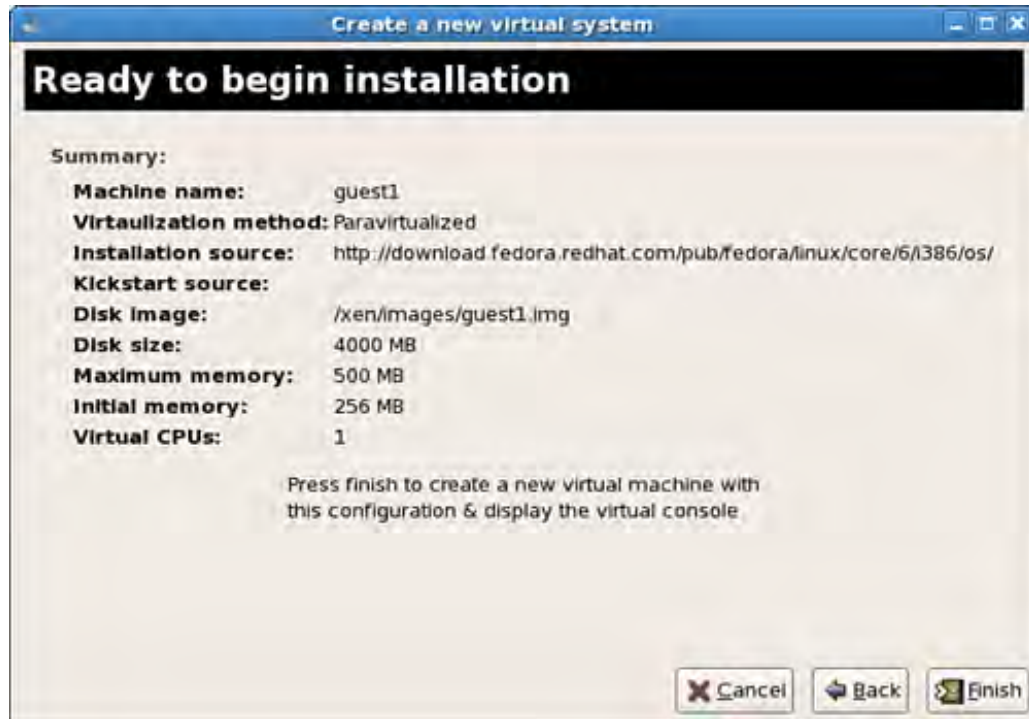 Create a new virtual system
Ready to begin installation
Summary:
Machine name: guest1
Virtaulization method: Paravirtualized
Installation source: http://download.fedora.redhat.com/pub/fedora/linux/core/6/i386/os/
Kickstart source:
Disk image: /xen/images/guest1.img
Disk size: 4000 MB
Maximum memory: 500 MB
Initial memory: 256 MB
Virtual CPUs: 1
Press finish to create a new virtual machine with
this configuration & display the virtual console
Cancel Back Finish